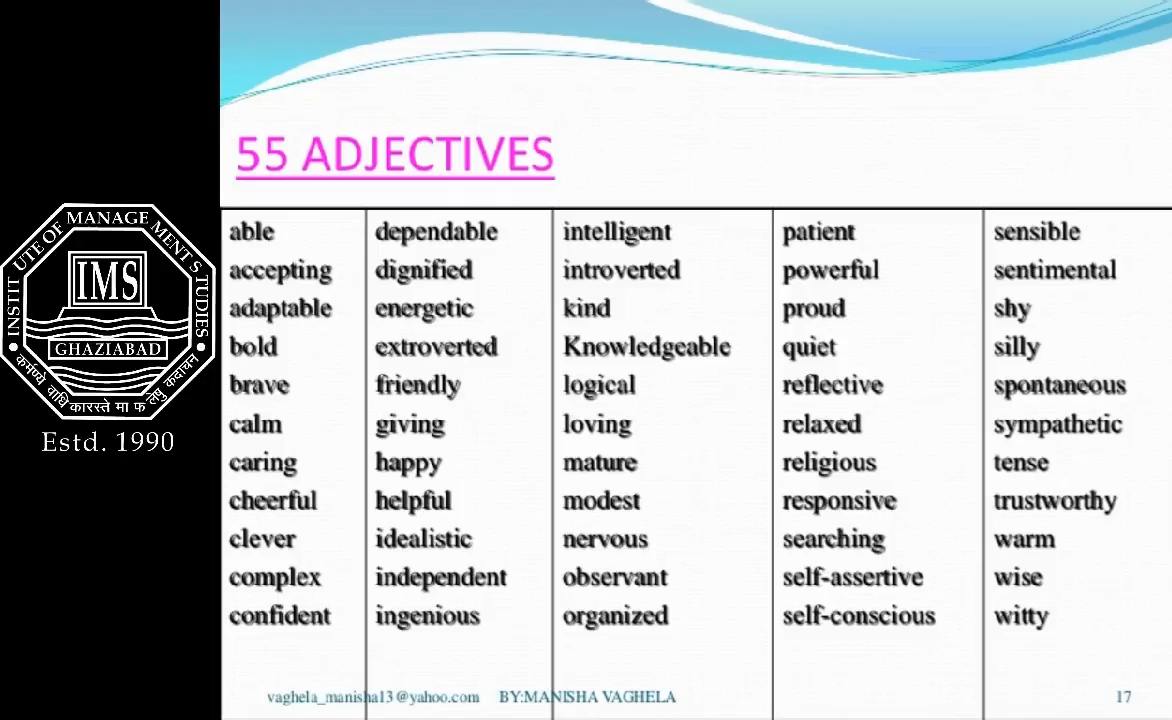 INSTITUTE OF MANAGEMENT STUDIES
IMS
GHAZIABAD
Estd. 1990
55 ADJECTIVES
able dependable intelligent patient sensible
accepting dignified introverted powerful sentimental
adaptable energetic kind proud shy
bold extroverted Knowledgeable quiet silly
brave friendly logical reflective spontaneous
calm giving loving relaxed sympathetic
caring happy mature religious tense
cheerful helpful modest responsive trustworthy
clever idealistic nervous searching warm
complex independent observant self-assertive wise
confident ingenious organized self-conscious witty
vaghela_manisha13@yahoo.com BY:MANISHA VAGHELA 17